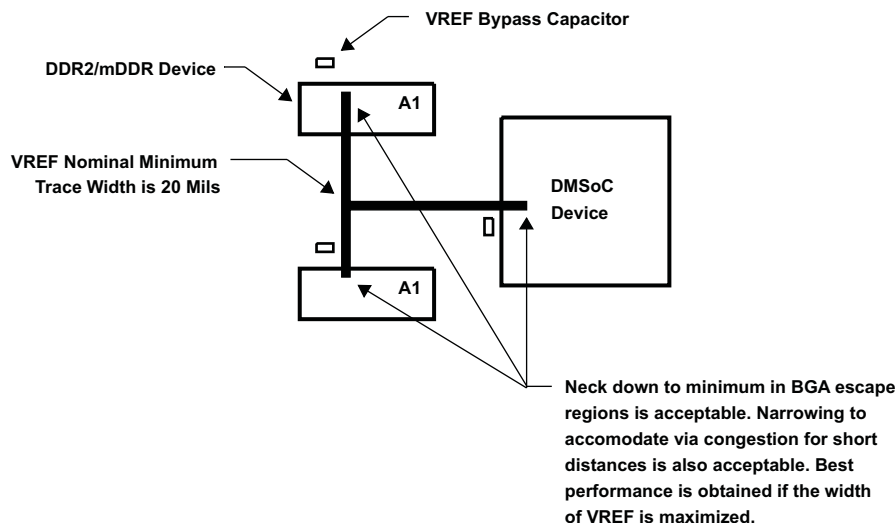 VREF Bypass Capacitor
DDR2/mDDR Device
A1
VREF Nominal Minimum
Trace Width is 20 Mils
DMSoC
Device
A1
Neck down to minimum in BGA escape
regions is acceptable. Narrowing to
accomodate via congestion for short
distances is also acceptable. Best
performance is obtained if the width
of VREF is maximized.